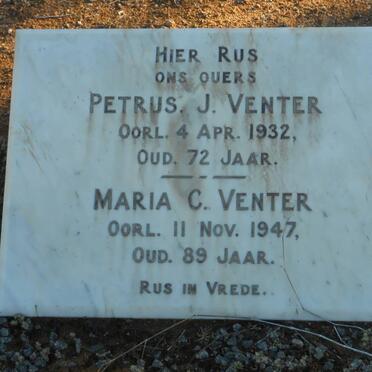 HIER RUS
ONS OUERS
PETRUS. J. VENTER
OORL. 4 APR. 1932,
OUD. 72 JAAR.
MARIA C. VENTER
OORL. 11 NOV. 1947,
OUD. 89 JAAR.
RUS IN VREDE.